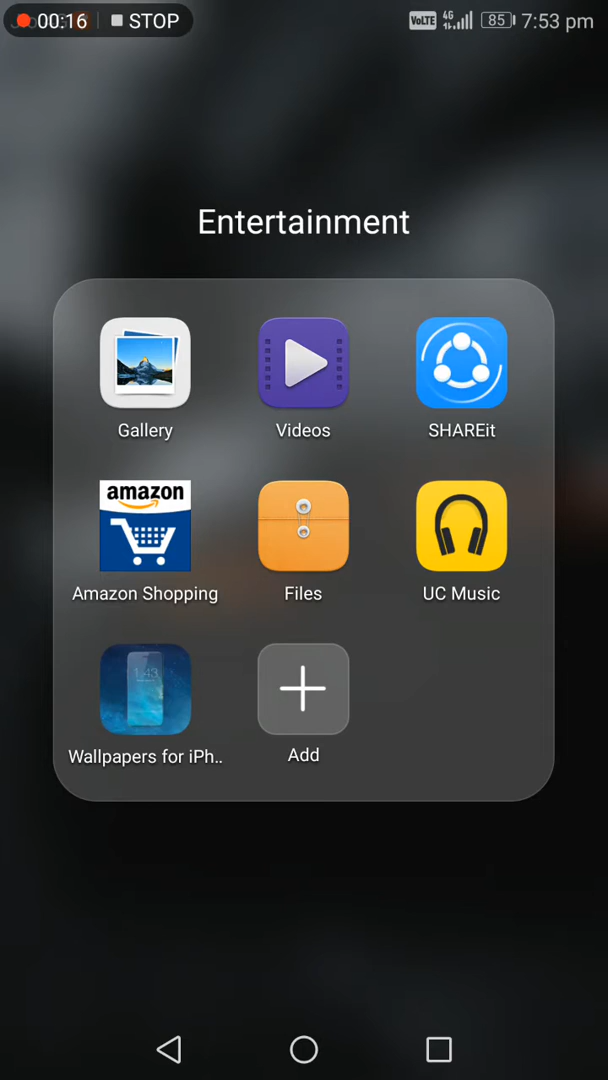 00:16 STOP VoLTE 4G 85 7:53 pm
Entertainment
Gallery Videos SHAREit
amazon
Amazon Shopping Files UC Music
1:43
Wallpapers for iPh.. Add